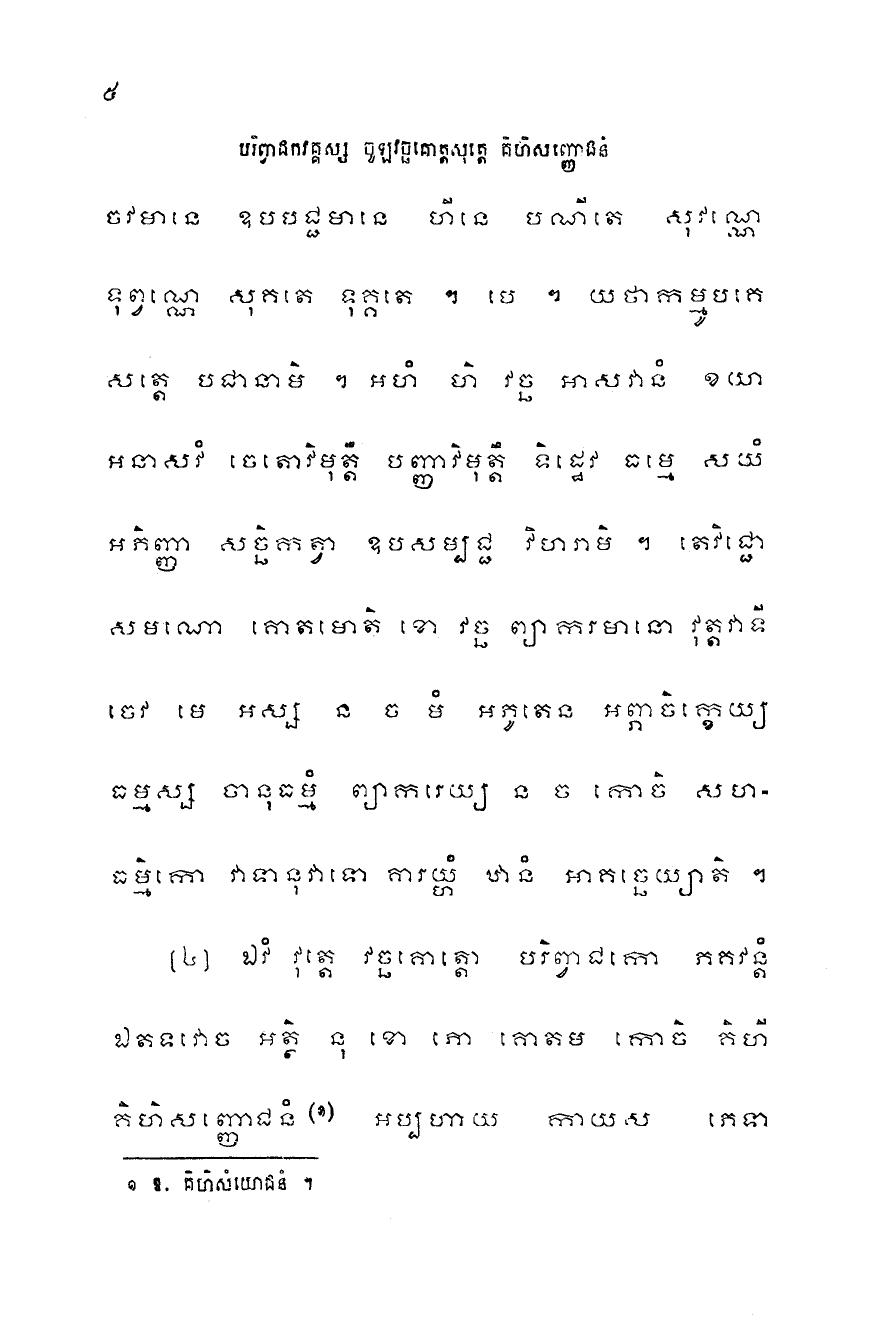 ៥
បរិព្វាជកវគ្គស្ស ចូឡវច្ឆគោត្តសុត្តេ គិហិសញ្ញោជនំ
ចវមានេ ឧបបជ្ជមានេ ហីនេ បណីតេ សុវណ្ណេ
ទុព្វណ្ណេ សុគតេ ទុគ្គតេ ។ បេ ។ យថាកម្មូបគេ
សត្តេ បជានាមិ ។ អហំ ហិ វច្ឆ អាសវានំ ខយា
អនាសវំ ចេតោវិមុត្តឹ បញ្ញាវិមុត្តឹ ទិដ្ឋេវ ធម្មេ សយំ
អភិញ្ញា សច្ឆិកត្វា ឧបសម្បជ្ជ វិហរាមិ ។ តេវិជ្ជោ
សមណោ គោតមោតិ ខោ វច្ឆ ព្យាករមានោ វុត្តវាទី
ចេវ មេ អស្ស ន ច មំ អភូតេន អព្ភាចិក្ខេយ្យ
ធម្មស្ស ចានុធម្មំ ព្យាករេយ្យ ន ច កោចិ សហ-
ធម្មិកោ វាទានុវាទោ គារយ្ហំ ឋានំ អាគច្ឆេយ្យាតិ ។
(៤) ឯវំ វុត្តេ វច្ឆគោត្តោ បរិព្វាជកោ ភគវន្តំ
ឯតទវោច អត្ថិ នុ ខោ ភោ គោតម កោចិ គិហី
គិហិសញ្ញោជនំ (១) អប្បហាយ កាយស ភេទា
១ ឱ. គិហិសំយោជនំ ។